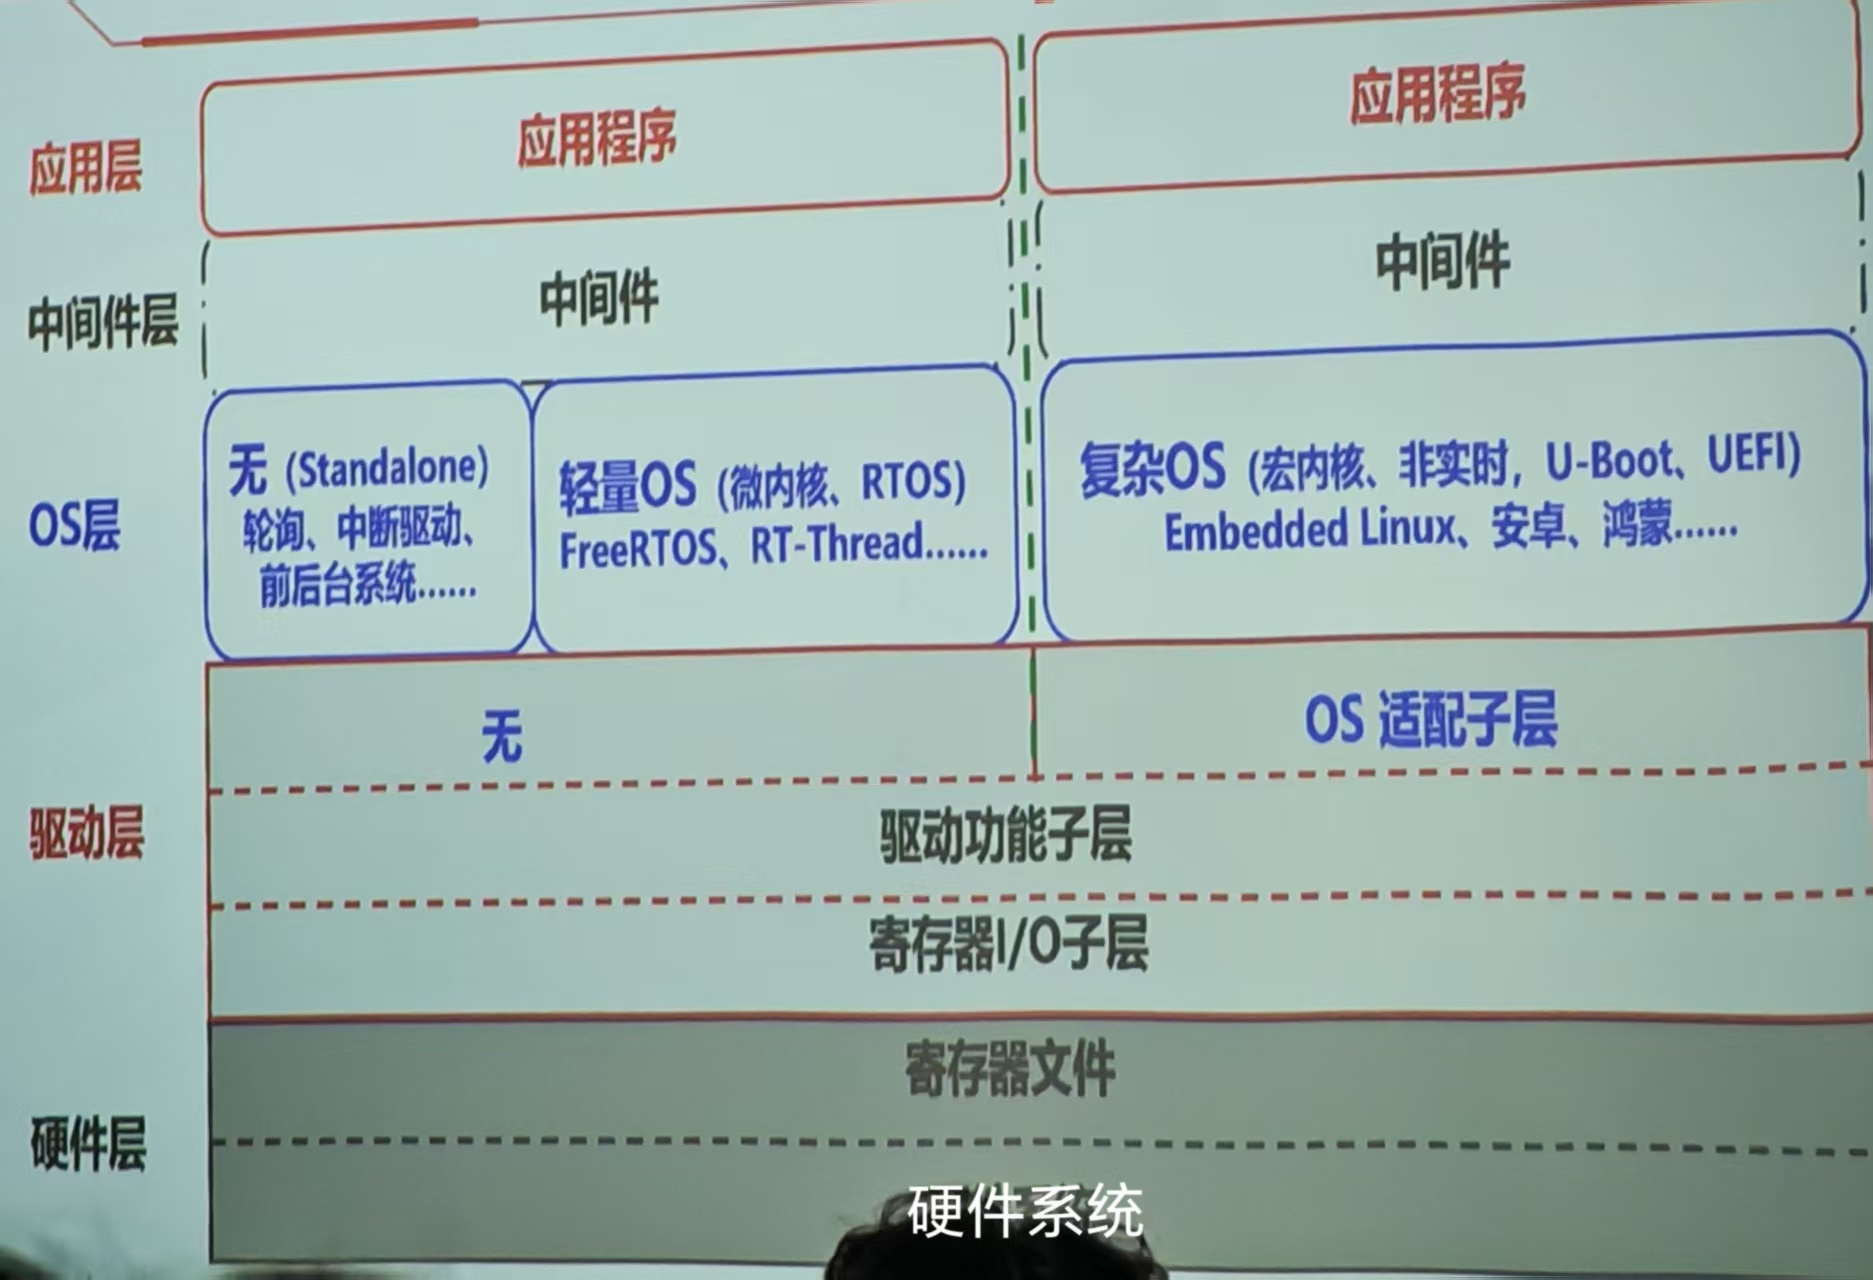 应用层
应用程序
应用程序
中间件层
中间件
中间件
OS层
无 (Standalone)
轮询、中断驱动、
前后台系统……
轻量OS (微内核、RTOS)
FreeRTOS、RT-Thread……
复杂OS (宏内核、非实时，U-Boot、UEFI)
Embedded Linux、安卓、鸿蒙……
驱动层
无
OS 适配子层
驱动功能子层
寄存器I/O子层
硬件层
寄存器文件
硬件系统